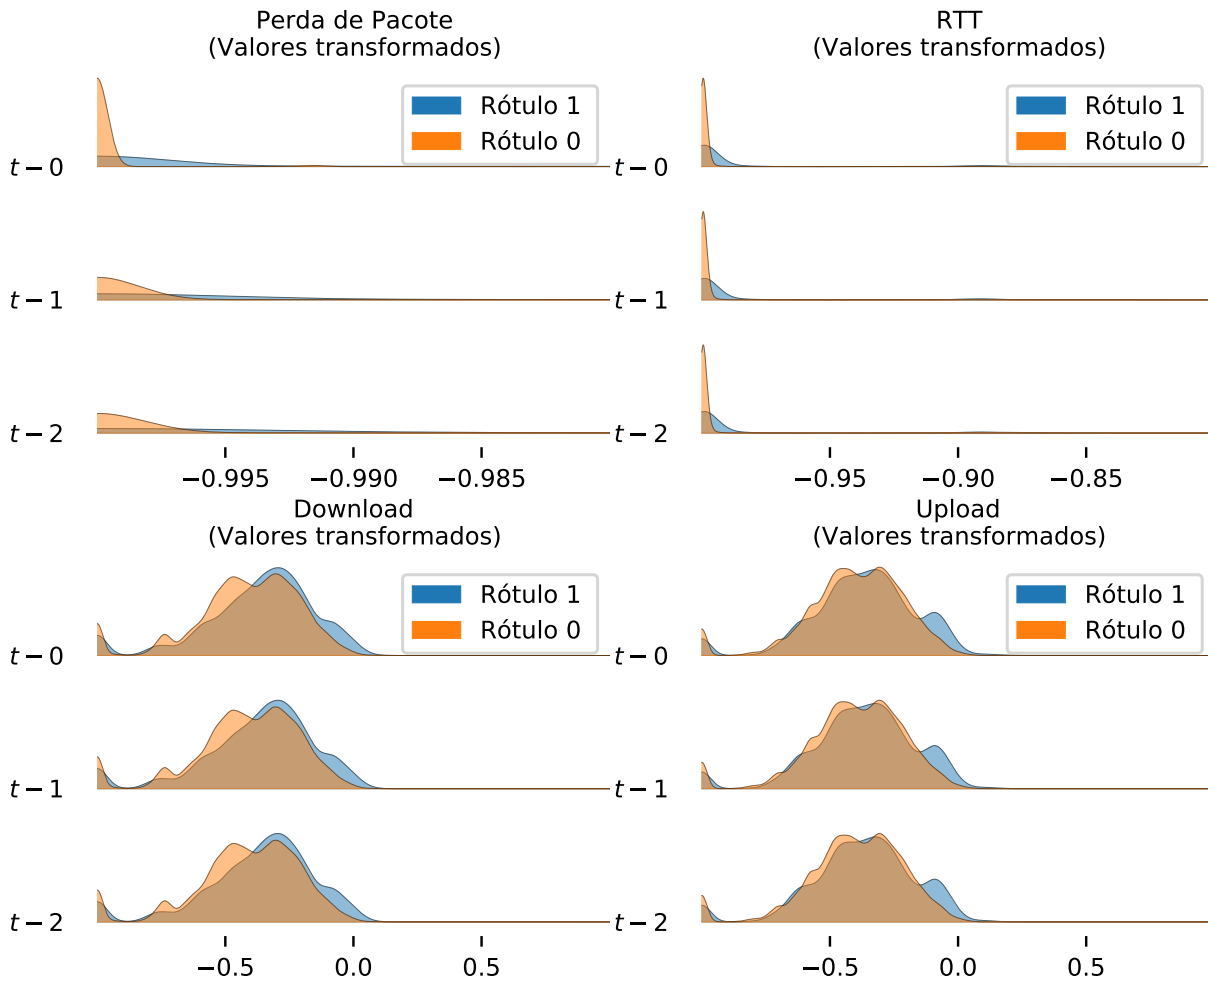 Perda de Pacote
(Valores transformados)
Rótulo 1
Rótulo 0
t − 0
t − 1
t − 2
−0.995 −0.990 −0.985
RTT
(Valores transformados)
Rótulo 1
Rótulo 0
t − 0
t − 1
t − 2
−0.95 −0.90 −0.85
Download
(Valores transformados)
Rótulo 1
Rótulo 0
t − 0
t − 1
t − 2
−0.5 0.0 0.5
Upload
(Valores transformados)
Rótulo 1
Rótulo 0
t − 0
t − 1
t − 2
−0.5 0.0 0.5